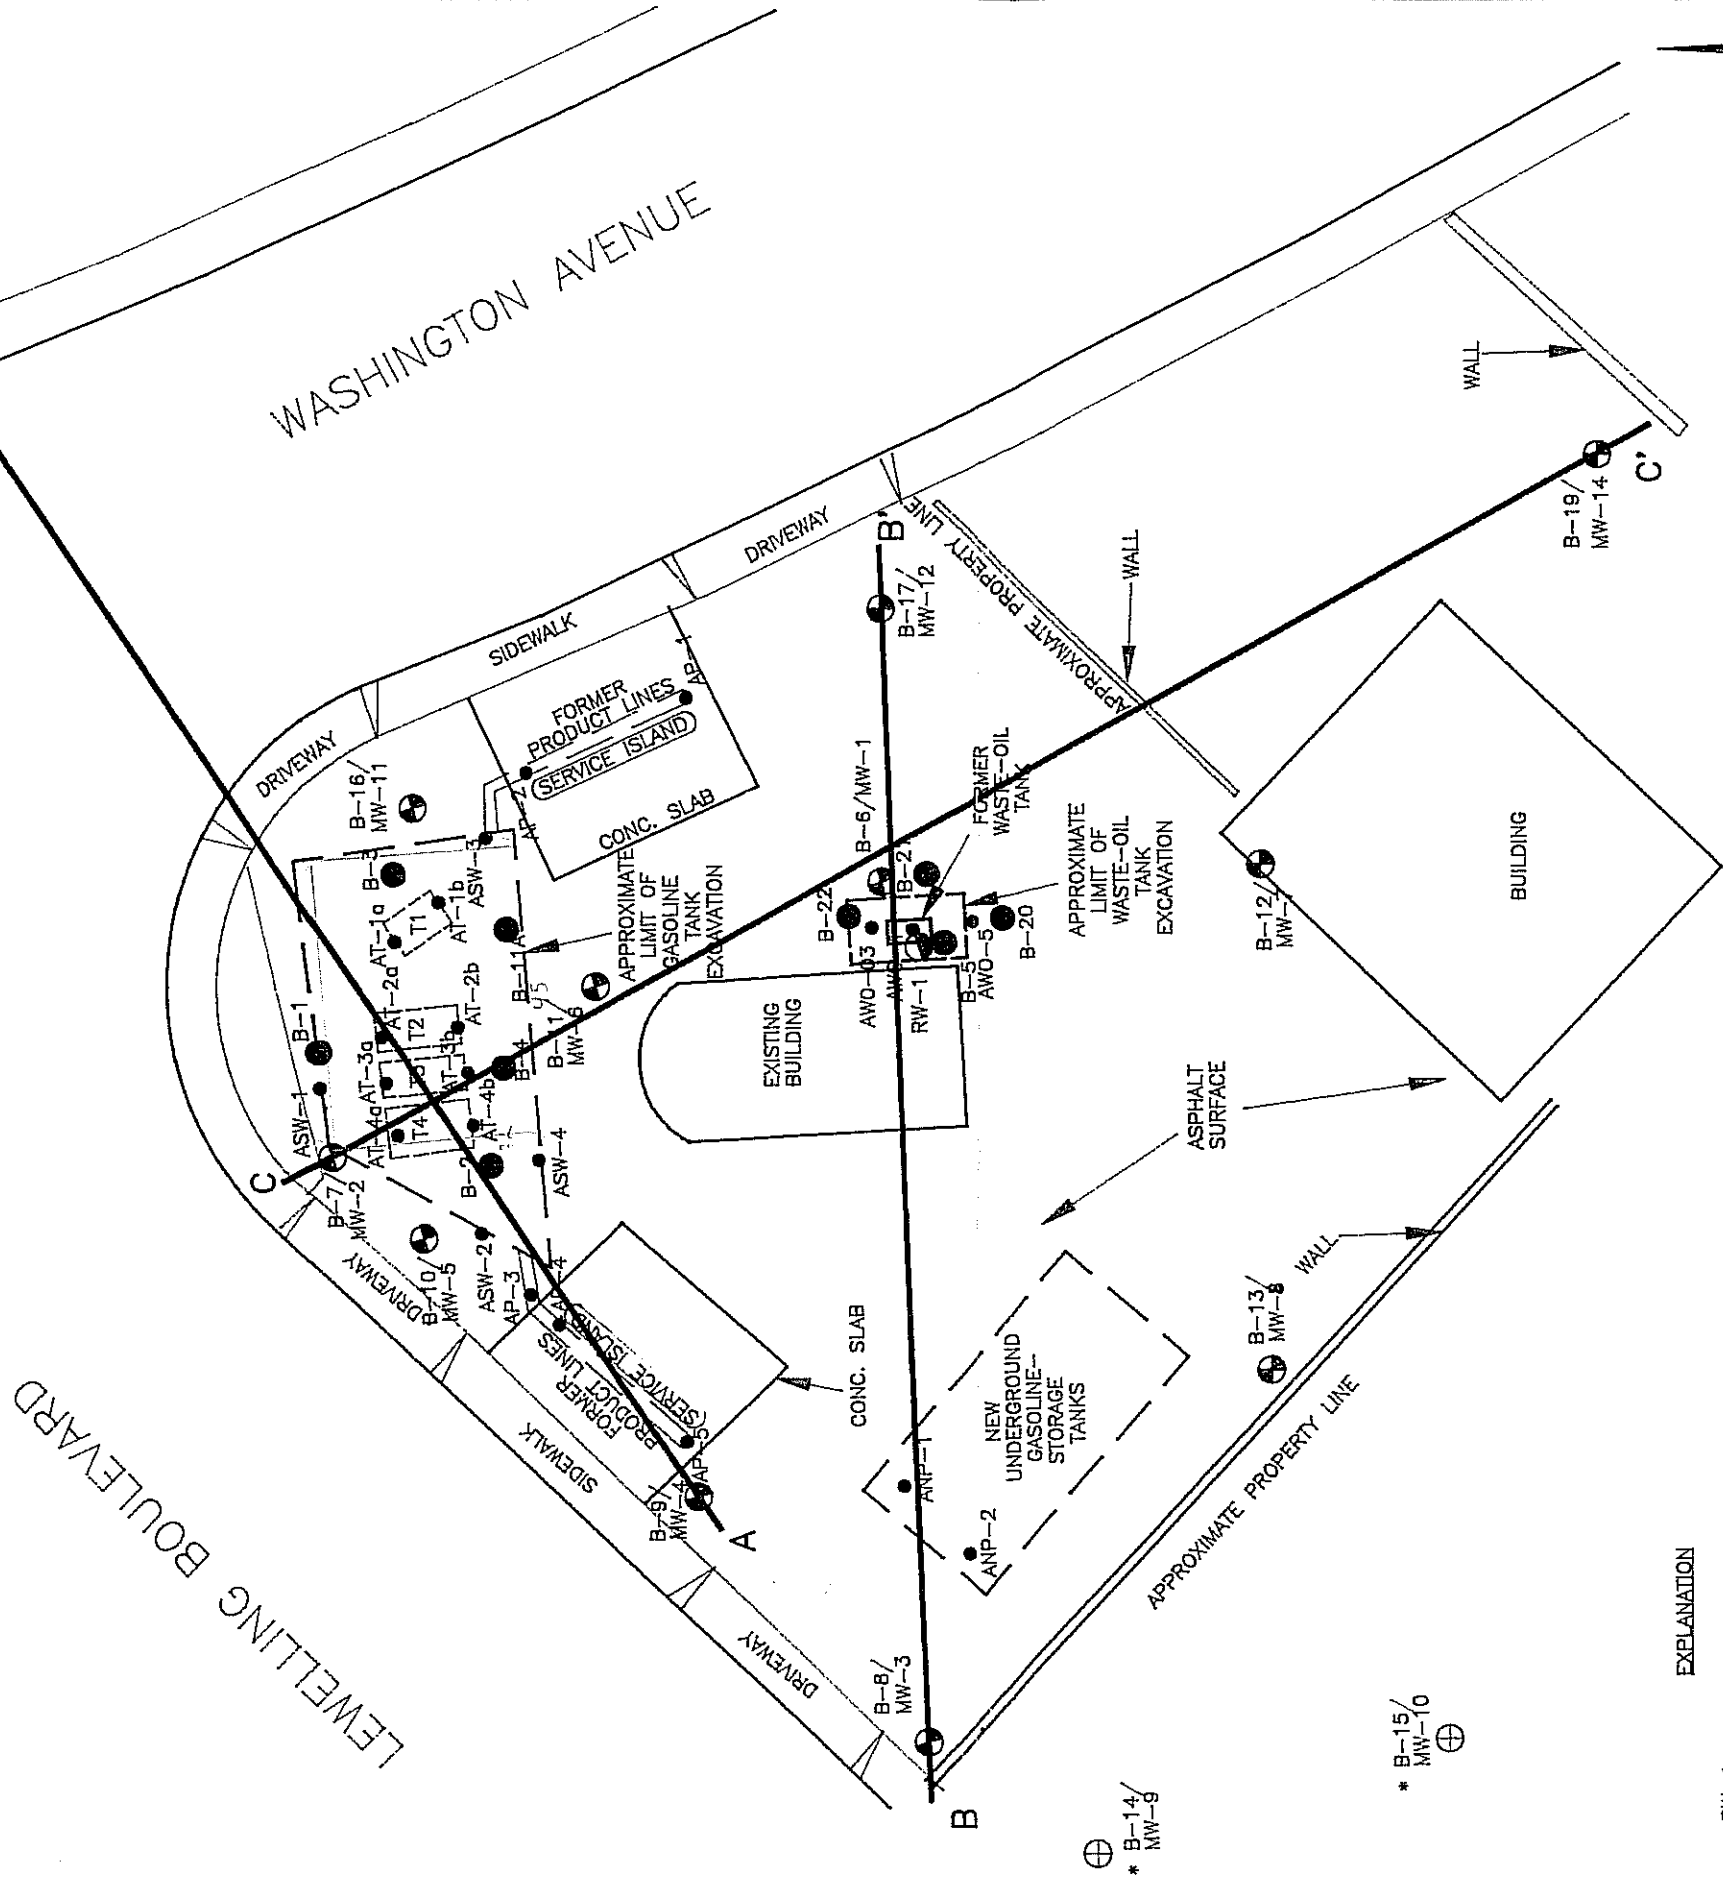 WASHINGTON AVENUE
LEWELLING BOULEVARD
DRIVEWAY
SIDEWALK
DRIVEWAY
B-16/
MW-11
FORMER
PRODUCT LINES
SERVICE ISLAND
AP-1
AP-2
CONC. SLAB
B-3
ASW-3
AT-1a
T1
AT-1b
B-1
AT-2a
T2
AT-2b
B-11A
APPROXIMATE
LIMIT OF
GASOLINE
TANK
EXCAVATION
ASW-1
AT-3a
AT-3b
B-4
B-11/
MW-6
AT-4a
T4
AT-4b
C
B-7/
MW-2
B-2
ASW-4
DRIVEWAY
B-10/
MW-5
ASW-2
AP-3
FORMER
PRODUCT LINES
(SERVICE ISLAND)
SIDEWALK
AP-5
B-9/
MW-4
A
CONC. SLAB
EXISTING
BUILDING
B'
B-17/
MW-12
APPROXIMATE PROPERTY LINE
WALL
B-6/MW-1
FORMER
WASTE-OIL
TANK
B-22
AWO-03
RW-1
B-5
AWO-5
B-20
APPROXIMATE
LIMIT OF
WASTE-OIL
TANK
EXCAVATION
WALL
B-19/
MW-14
C'
BUILDING
B-12/
ASPHALT
SURFACE
WALL
B-13/
MW-8
NEW
UNDERGROUND
GASOLINE-
STORAGE
TANKS
ANP-1
ANP-2
APPROXIMATE PROPERTY LINE
DRIVEWAY
B-8/
MW-3
B
* B-14/
MW-9
* B-15/
MW-10
EXPLANATION